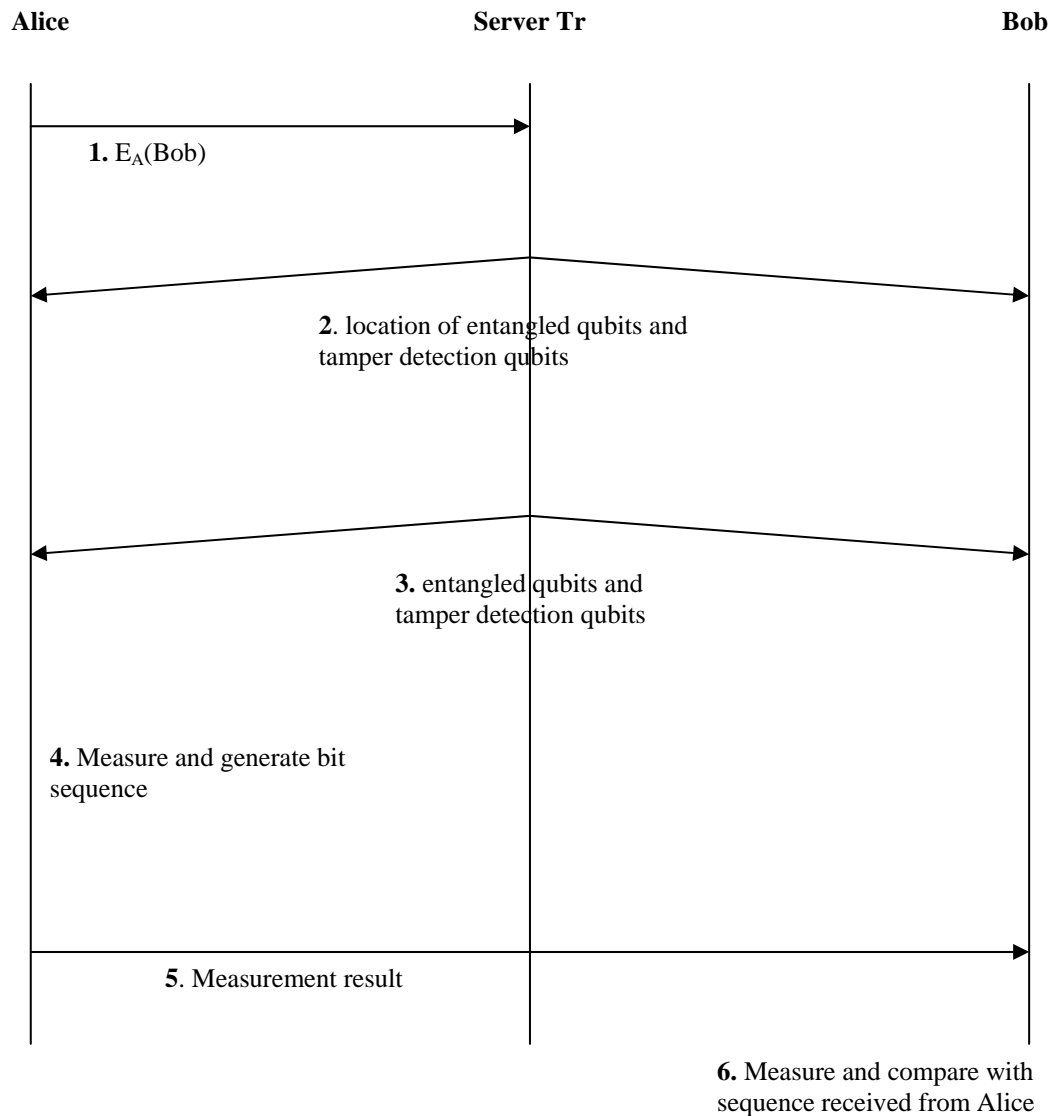 Alice Server Tr Bob
1. E_A(Bob)
2. location of entangled qubits and
tamper detection qubits
3. entangled qubits and
tamper detection qubits
4. Measure and generate bit
sequence
5. Measurement result
6. Measure and compare with
sequence received from Alice